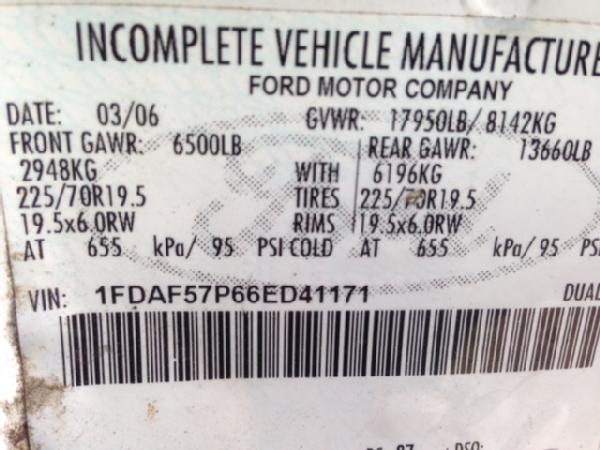 INCOMPLETE VEHICLE MANUFACTURE
FORD MOTOR COMPANY
DATE: 03/06 GVWR: 17950LB/ 8142KG
FRONT GAWR: 6500LB REAR GAWR: 13660LB
2948KG WITH 6196KG
225/70R19.5 TIRES 225/70R19.5
19.5x6.0RW RIMS 19.5x6.0RW
AT 655 kPa/ 95 PSI COLD AT 655 kPa/ 95 PSI
VIN: 1FDAF57P66ED41171 DUAL